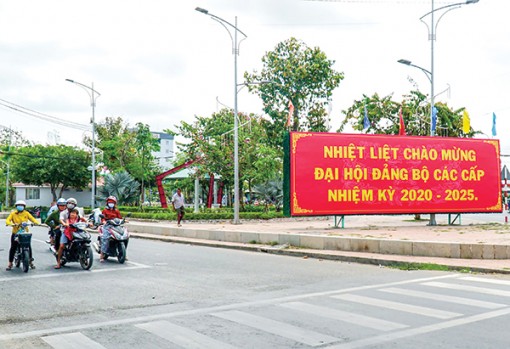 NHIỆT LIỆT CHÀO MỪNG
ĐẠI HỘI ĐẢNG BỘ CÁC CẤP
NHIỆM KỲ 2020 - 2025.